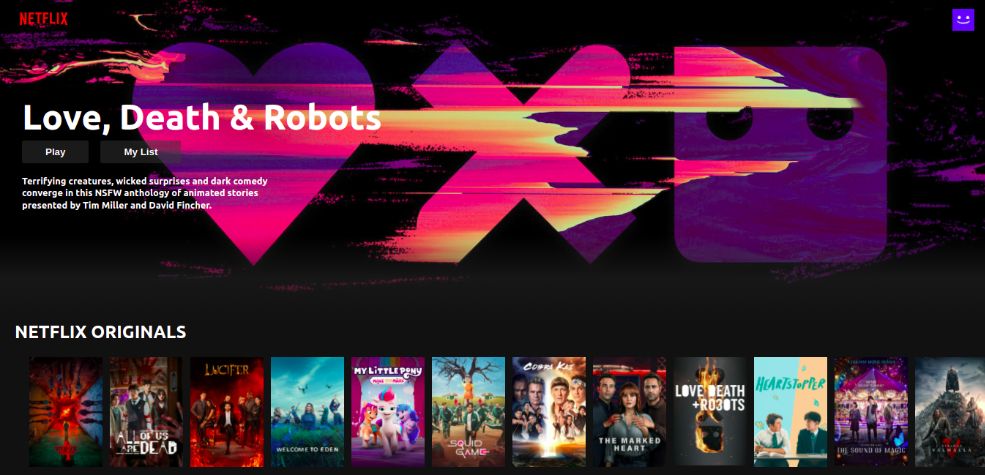 NETFLIX
Love, Death & Robots
Play
My List
Terrifying creatures, wicked surprises and dark comedy
converge in this NSFW anthology of animated stories
presented by Tim Miller and David Fincher.
NETFLIX ORIGINALS
ALL OF US
ARE DEAD
LUCIFER
WELCOME TO EDEN
MY LITTLE PONY
SQUID
GAME
COBRA KAI
THE MARKED
HEART
LOVE DEATH
+ROBOTS
HEARTSTOPPER
THE SOUND OF MAGIC
VALHALLA